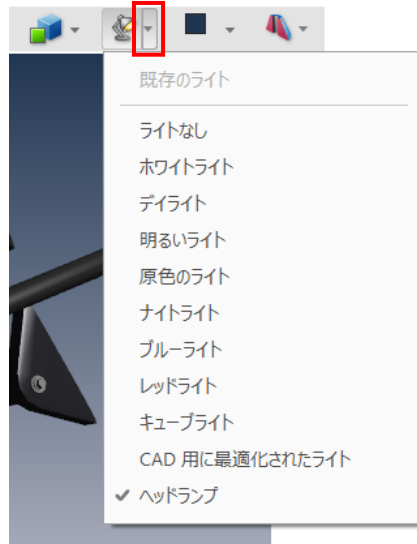 既存のライト
ライトなし
ホワイトライト
デイライト
明るいライト
原色のライト
ナイトライト
ブルーライト
レッドライト
キューブライト
CAD 用に最適化されたライト
ヘッドランプ